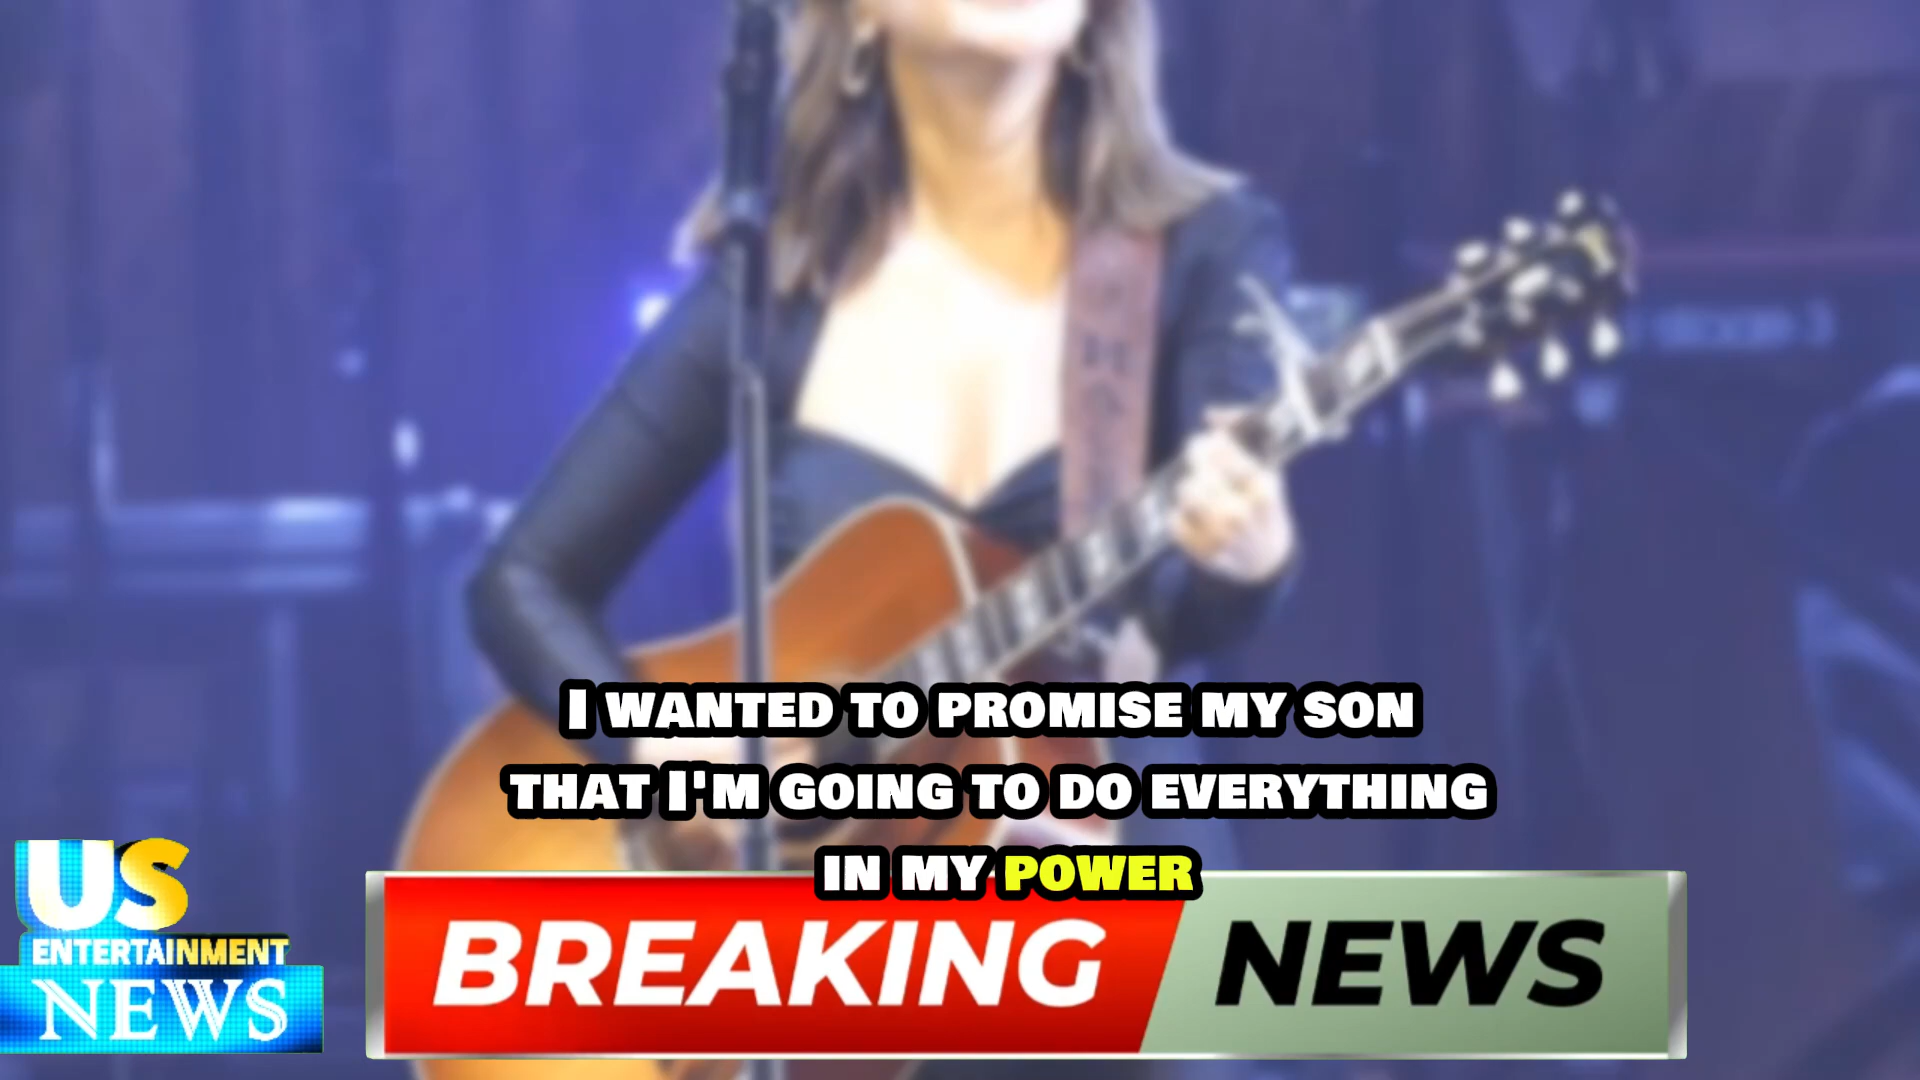 I WANTED TO PROMISE MY SON
THAT I'M GOING TO DO EVERYTHING
IN MY POWER
US
ENTERTAINMENT
NEWS
BREAKING NEWS